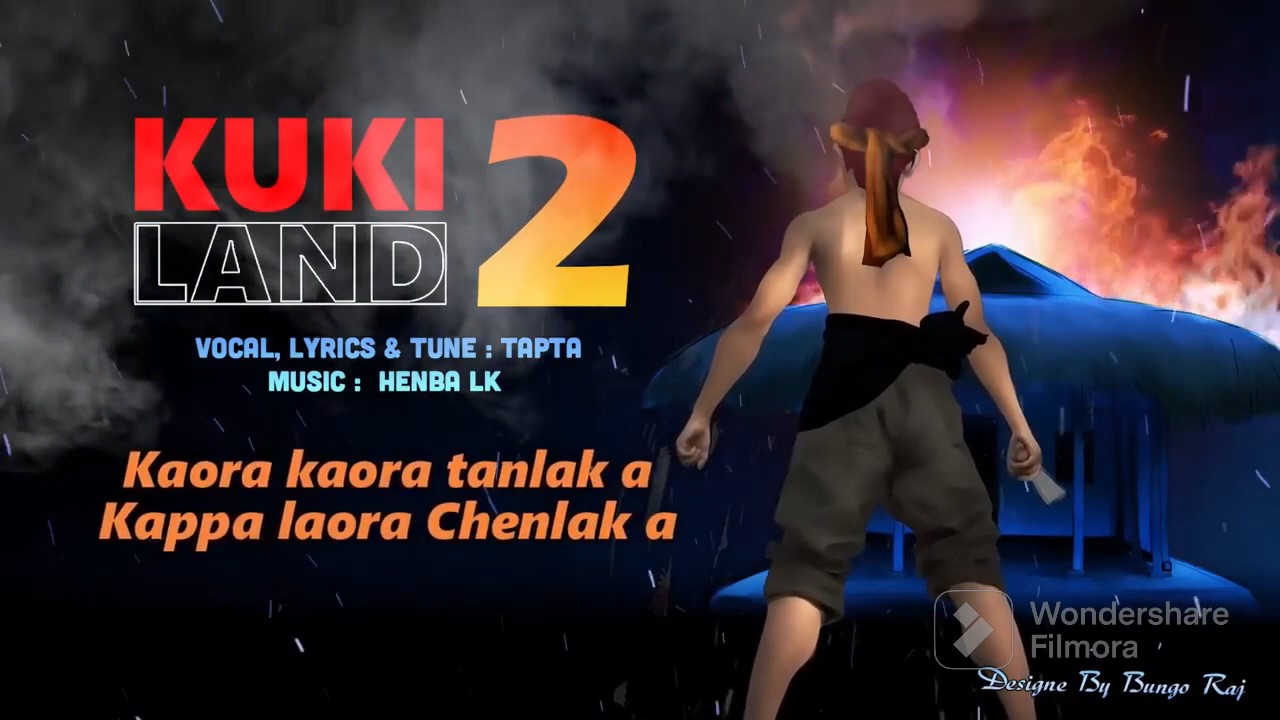 KUKI
LAND
2
VOCAL, LYRICS & TUNE : TAPTA
MUSIC : HENBA LK
Kaora kaora tanlak a
Kappa laora Chenlak a
Wondershare
Filmora
Designe By Bungo Raj